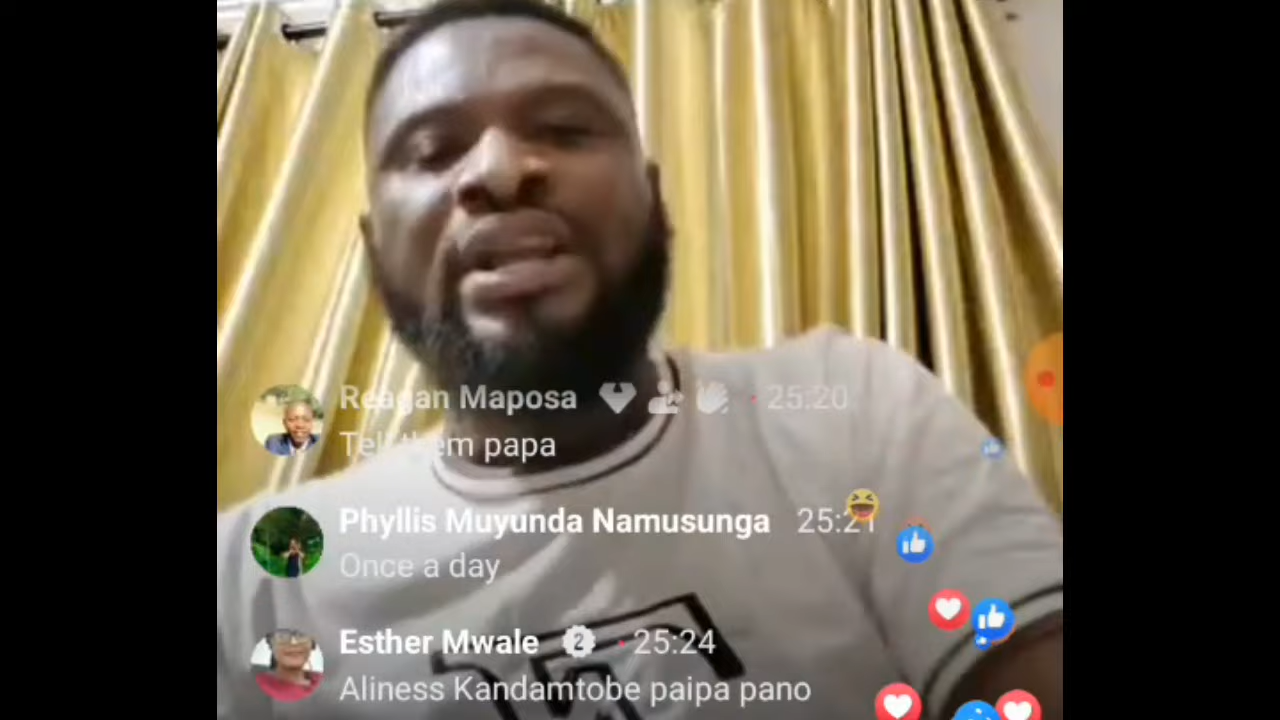 Reagan Maposa 25:20
Tell them papa
Phyllis Muyunda Namusunga 25:21
Once a day
Esther Mwale 2 25:24
Aliness Kandamtobe paipa pano